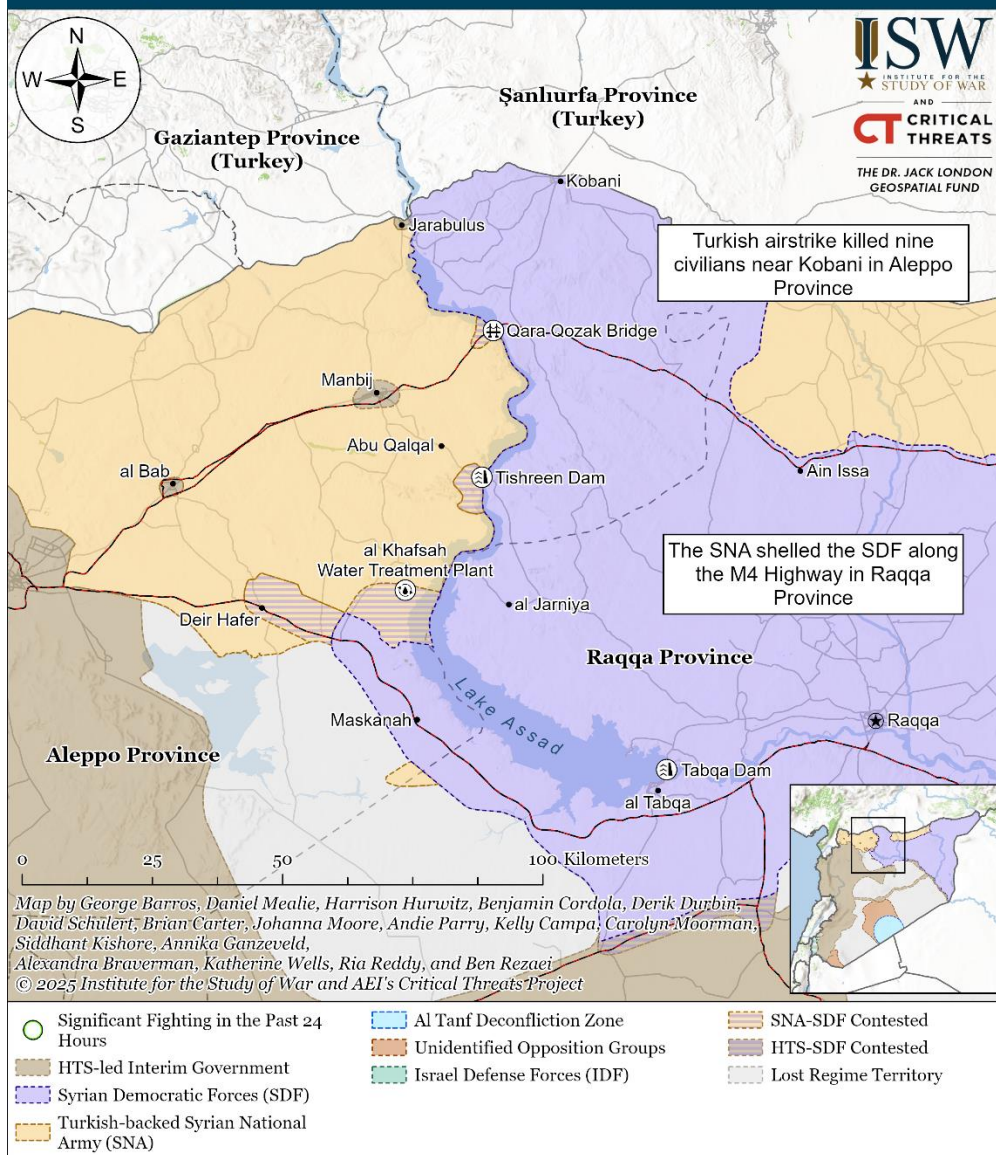 N
W
E
S
ISW
INSTITUTE FOR THE
STUDY OF WAR
AND
CT CRITICAL
THREATS
THE DR. JACK LONDON
GEOSPATIAL FUND
Şanlıurfa Province
(Turkey)
Gaziantep Province
(Turkey)
Kobani
Jarabulus
Turkish airstrike killed nine
civilians near Kobani in Aleppo
Province
Qara-Qozak Bridge
Manbij
Abu Qalqal
al Bab
Tishreen Dam
Ain Issa
al Khafsah
Water Treatment Plant
The SNA shelled the SDF along
the M4 Highway in Raqqa
Province
Deir Hafer
al Jarniya
Raqqa Province
Lake Assad
Maskanah
Raqqa
Aleppo Province
Tabqa Dam
al Tabqa
0 25 50 100 Kilometers
Map by George Barros, Daniel Mealie, Harrison Hurwitz, Benjamin Cordola, Derik Durbin,
David Schulert, Brian Carter, Johanna Moore, Andie Parry, Kelly Campa, Carolyn Moorman,
Siddhant Kishore, Annika Ganzeveld,
Alexandra Braverman, Katherine Wells, Ria Reddy, and Ben Rezaei
© 2025 Institute for the Study of War and AEI's Critical Threats Project
Significant Fighting in the Past 24
Hours
HTS-led Interim Government
Syrian Democratic Forces (SDF)
Turkish-backed Syrian National
Army (SNA)
Al Tanf Deconfliction Zone
Unidentified Opposition Groups
Israel Defense Forces (IDF)
SNA-SDF Contested
HTS-SDF Contested
Lost Regime Territory